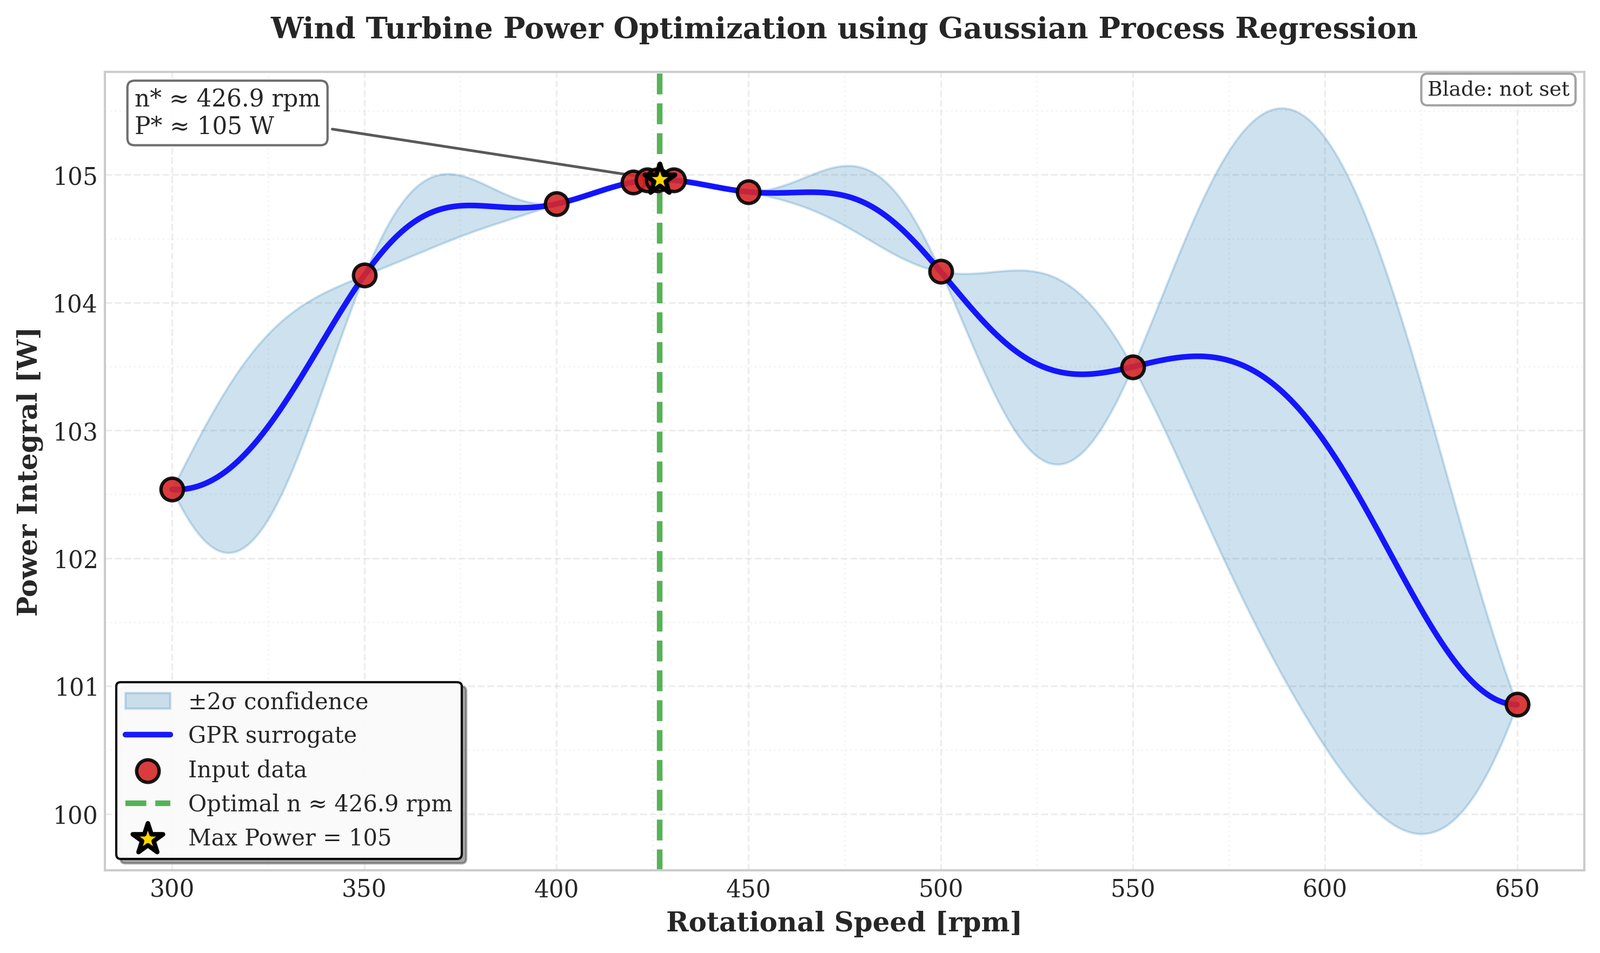 Wind Turbine Power Optimization using Gaussian Process Regression
n* ≈ 426.9 rpm
P* ≈ 105 W
Blade: not set
Power Integral [W]
105
104
103
102
101
100
±2σ confidence
GPR surrogate
Input data
Optimal n ≈ 426.9 rpm
Max Power = 105
300 350 400 450 500 550 600 650
Rotational Speed [rpm]